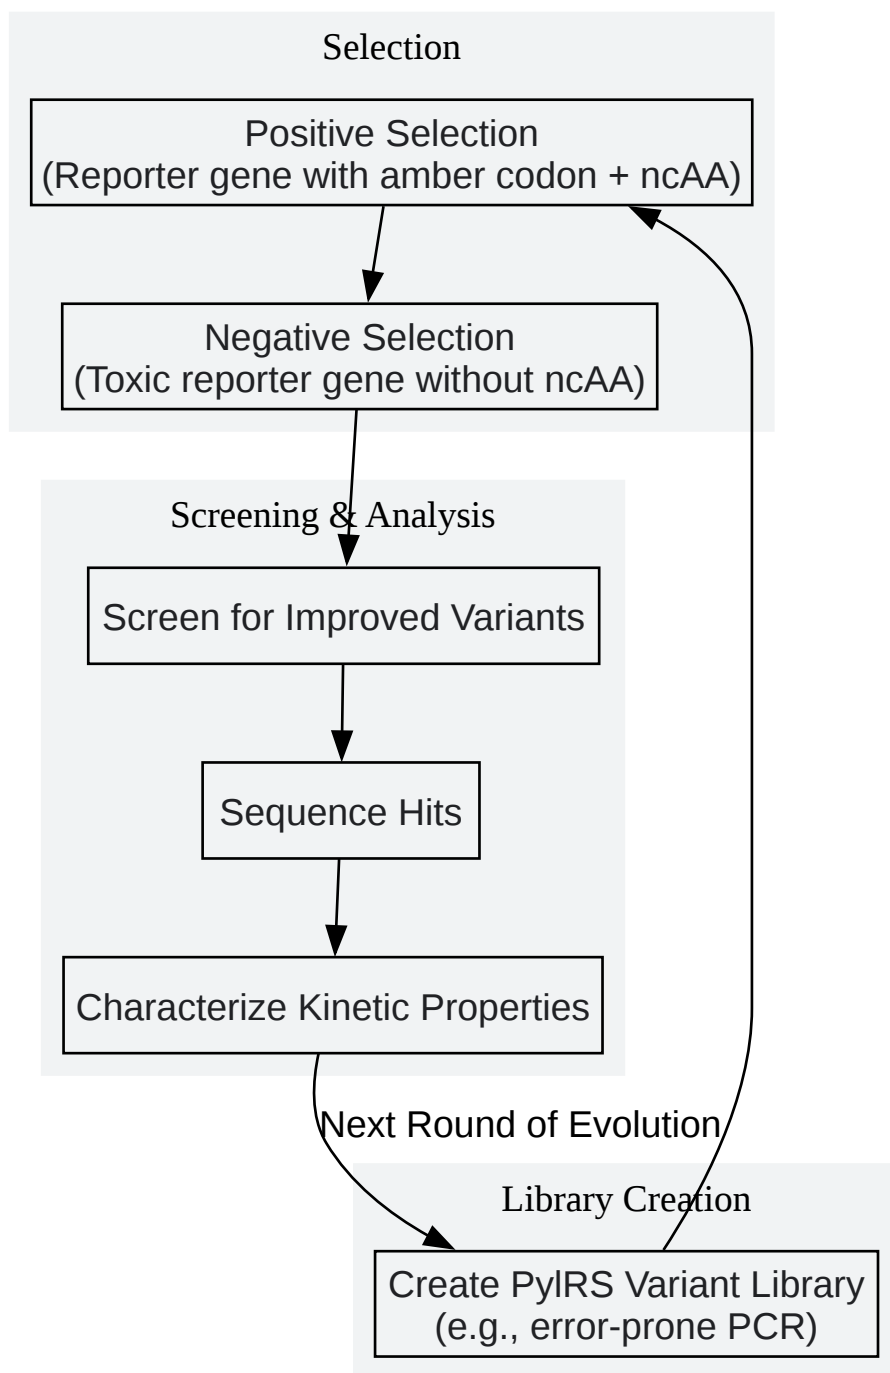 Selection
Positive Selection
(Reporter gene with amber codon + ncAA)
Negative Selection
(Toxic reporter gene without ncAA)
Screening & Analysis
Screen for Improved Variants
Sequence Hits
Characterize Kinetic Properties
Next Round of Evolution
Library Creation
Create PylRS Variant Library
(e.g., error-prone PCR)